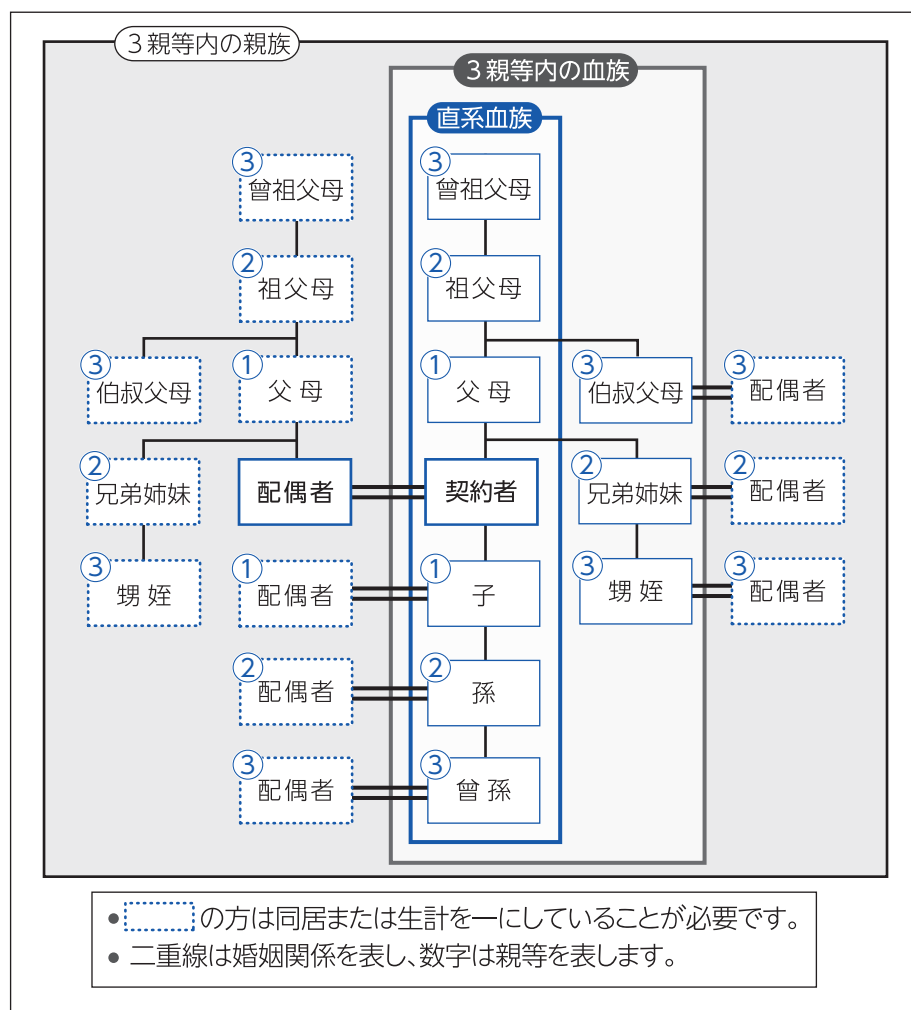 3親等内の親族
3親等内の血族
直系血族
③ 曾祖父母 ③ 曾祖父母
② 祖父母 ② 祖父母
③ 伯叔父母 ① 父母 ① 父母 ③ 伯叔父母 ③ 配偶者
② 兄弟姉妹 配偶者 契約者 ② 兄弟姉妹 ② 配偶者
③ 甥姪 ① 配偶者 ① 子 ③ 甥姪 ③ 配偶者
② 配偶者 ② 孫
③ 配偶者 ③ 曾孫
● の方は同居または生計を一にしていることが必要です。
● 二重線は婚姻関係を表し、数字は親等を表します。